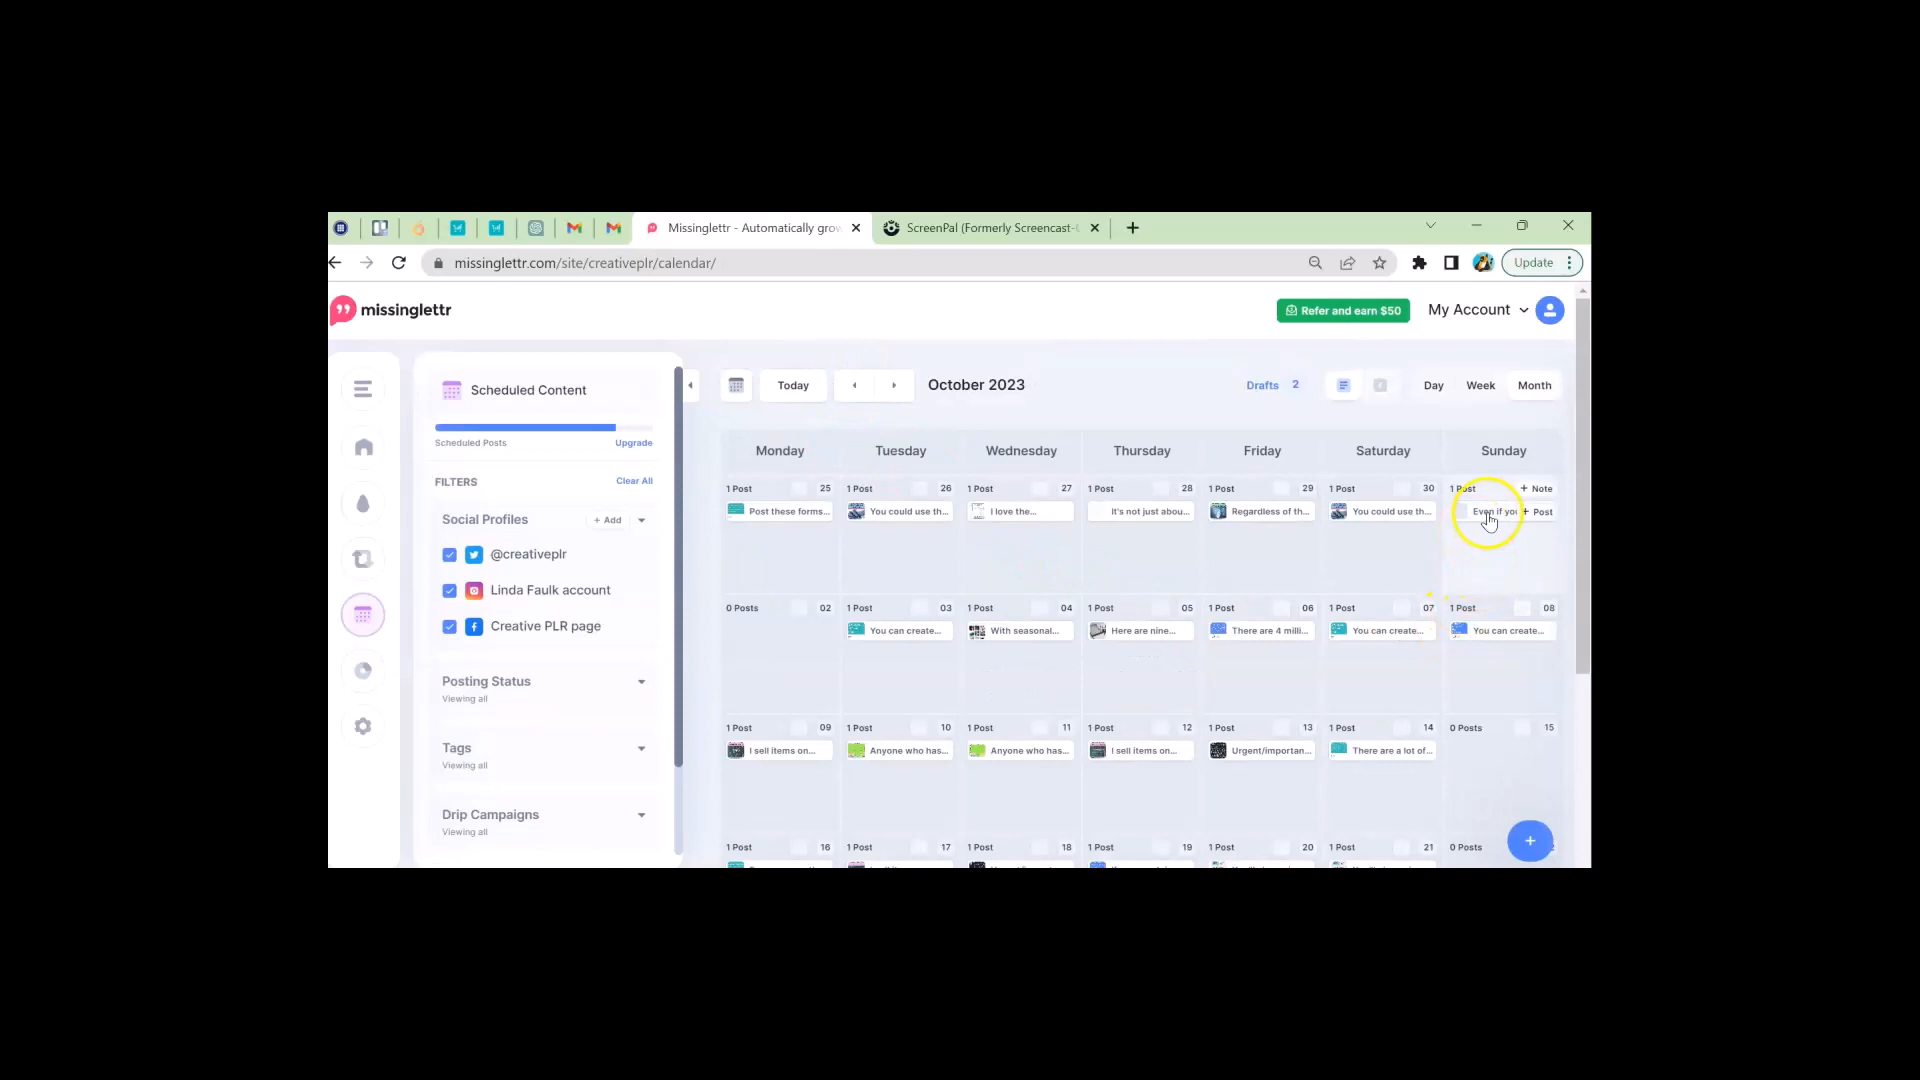 Missinglettr - Automatically grow
ScreenPal (Formerly Screencast-
missinglettr.com/site/creativeplr/calendar/
Update
missinglettr
Refer and earn $50
My Account
Scheduled Content
Scheduled Posts
Upgrade
FILTERS
Clear All
Social Profiles
+ Add
@creativeplr
Linda Faulk account
Creative PLR page
Posting Status
Viewing all
Tags
Viewing all
Drip Campaigns
Viewing all
Today
October 2023
Drafts 2
Day
Week
Month
Monday Tuesday Wednesday Thursday Friday Saturday Sunday
1 Post 25 1 Post 26 1 Post 27 1 Post 28 1 Post 29 1 Post 30 1 Post + Note
Post these forms... You could use th... I love the... It's not just abou... Regardless of th... You could use th... Even if you + Post
0 Posts 02 1 Post 03 1 Post 04 1 Post 05 1 Post 06 1 Post 07 1 Post 08
You can create... With seasonal... Here are nine... There are 4 milli... You can create... You can create...
1 Post 09 1 Post 10 1 Post 11 1 Post 12 1 Post 13 1 Post 14 0 Posts 15
I sell items on... Anyone who has... Anyone who has... I sell items on... Urgent/importan... There are a lot of...
1 Post 16 1 Post 17 1 Post 18 1 Post 19 1 Post 20 1 Post 21 0 Posts